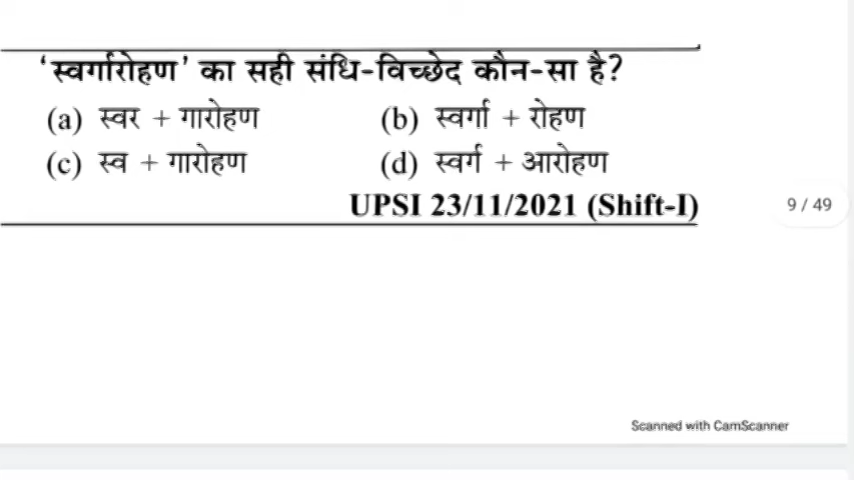 'स्वर्गारोहण' का सही संधि-विच्छेद कौन-सा है?
(a) स्वर + गारोहण (b) स्वर्गा + रोहण
(c) स्व + गारोहण (d) स्वर्ग + आरोहण
UPSI 23/11/2021 (Shift-I)
9 / 49
Scanned with CamScanner